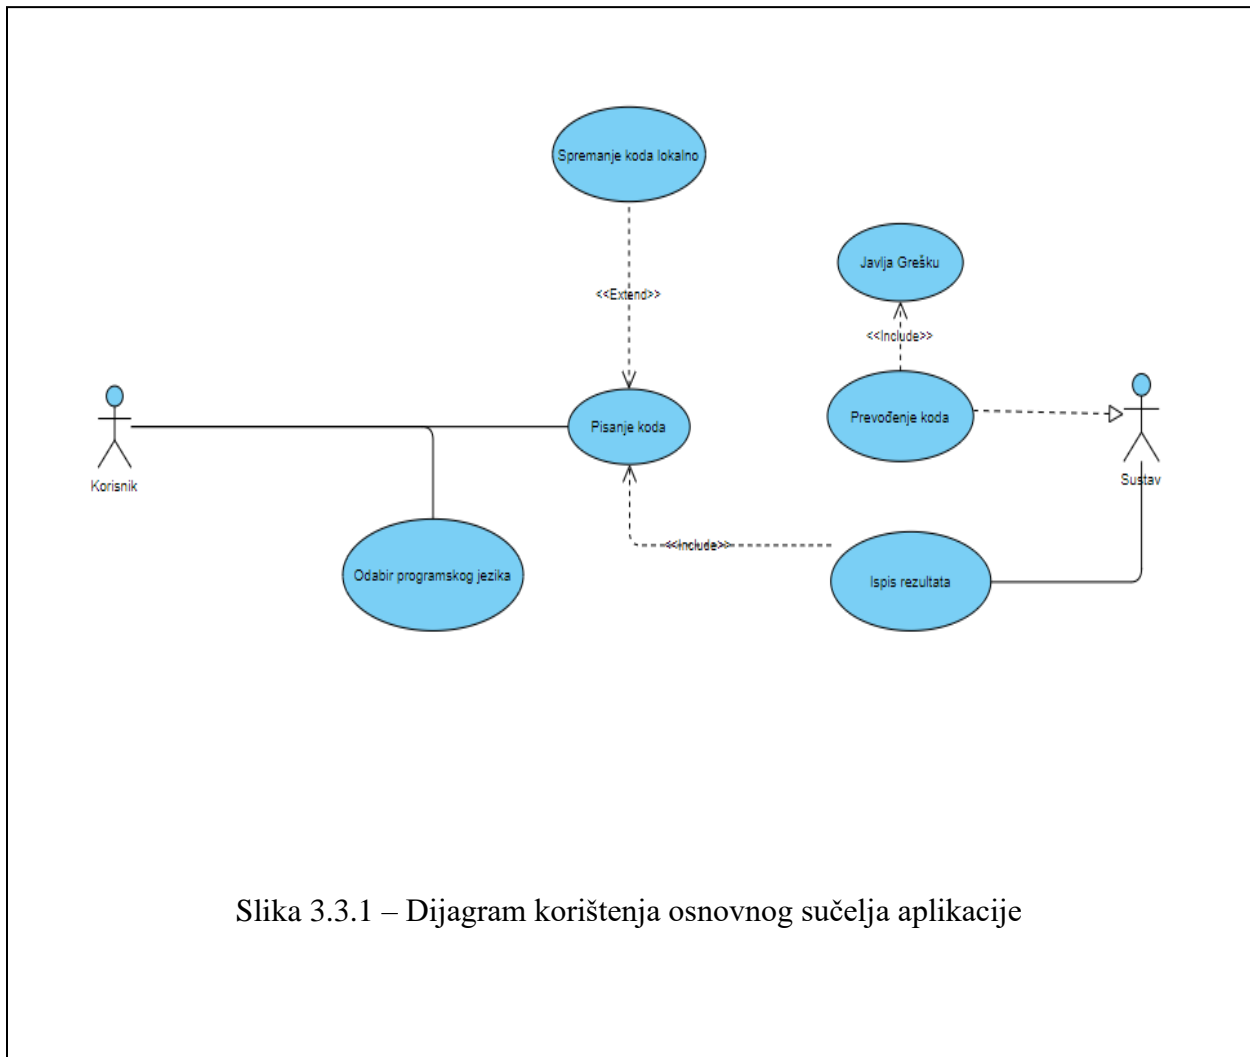 Spremanje koda lokalno
Javlja Grešku
<<Extend>>
<<Include>>
Pisanje koda
Prevođenje koda
Korisnik
Sustav
<<Include>>
Odabir programskog jezika
Ispis rezultata
Slika 3.3.1 – Dijagram korištenja osnovnog sučelja aplikacije